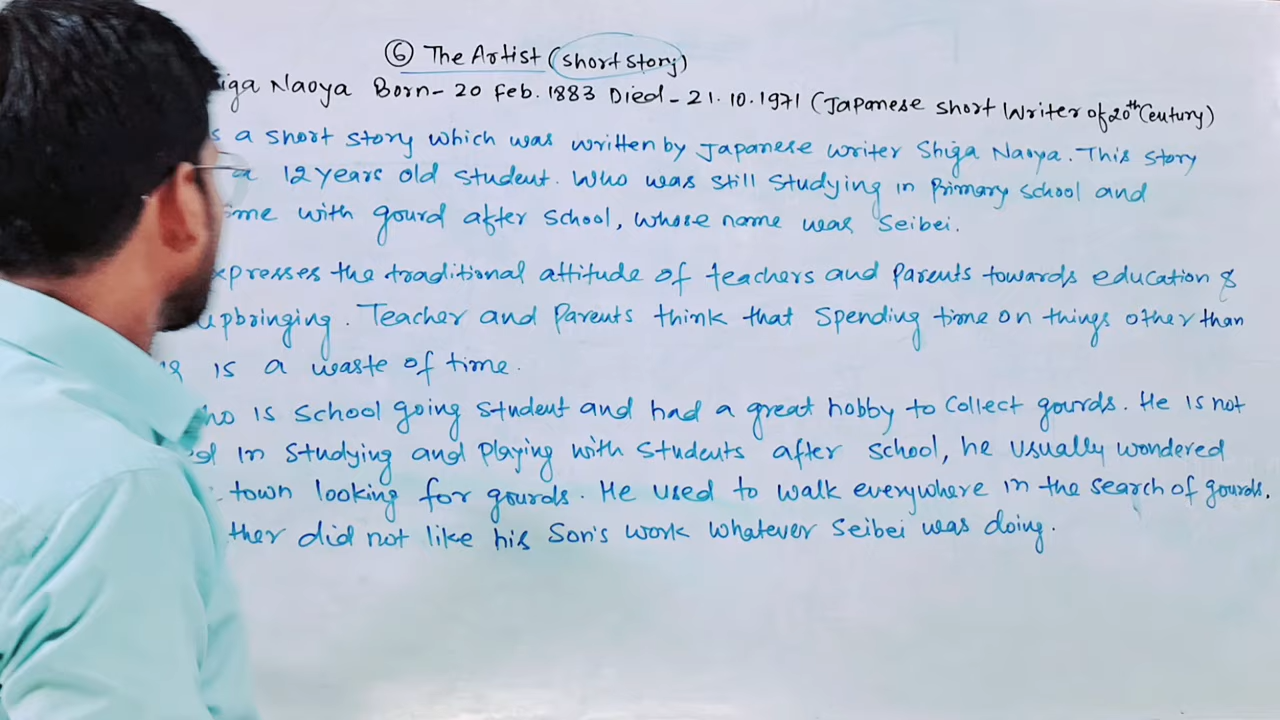 ⑥ The Artist (short story)
iga Naoya Born- 20 Feb. 1883 Died - 21.10.1971 (Japanese short Writer of 20th Century)
s a short story which was written by Japanese writer Shiga Naoya. This story
a 12 years old student. Who was still studying in Primary school and
ime with gourd after school, whose name was Seibei.
xpresses the traditional attitude of teachers and Parents towards education &
upbringing. Teacher and Parents think that spending time on things other than
is a waste of time.
ho is school going student and had a great hobby to collect gourds. He is not
ed in studying and playing with students after school, he usually wondered
town looking for gourds. He used to walk everywhere in the search of gourds.
ther did not like his Son's work whatever Seibei was doing.